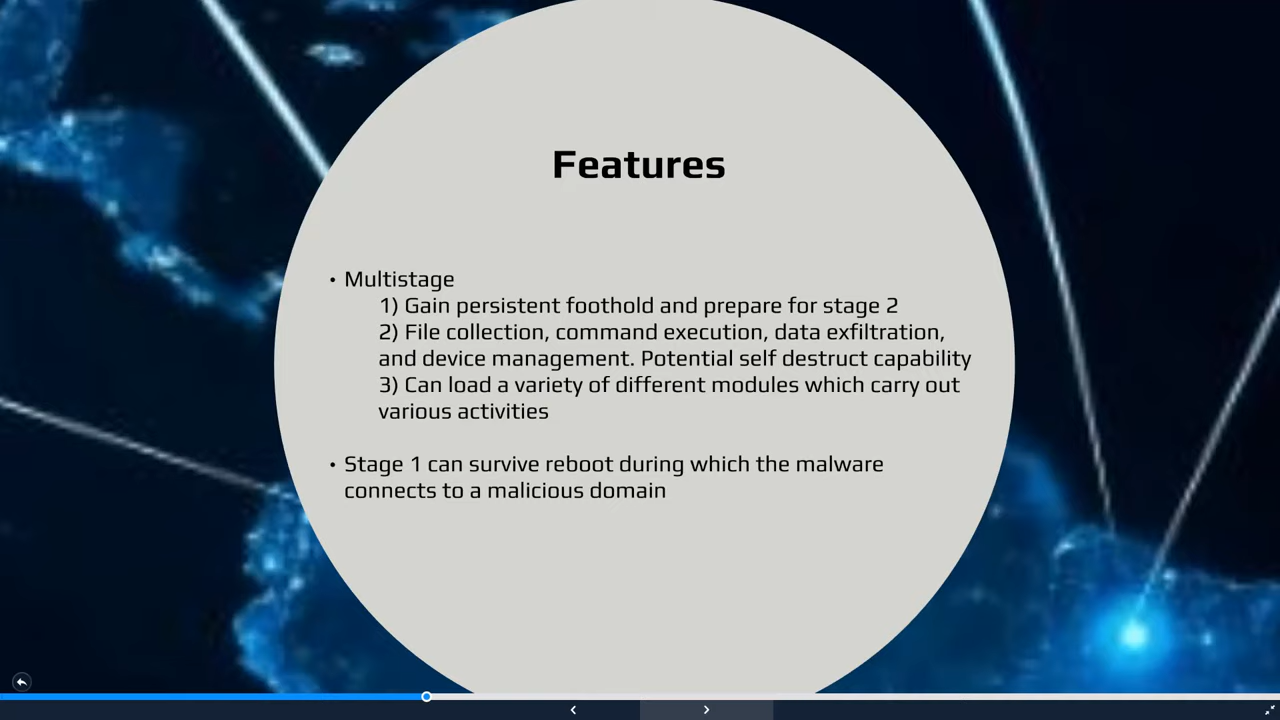 Features
• Multistage
1) Gain persistent foothold and prepare for stage 2
2) File collection, command execution, data exfiltration,
and device management. Potential self destruct capability
3) Can load a variety of different modules which carry out
various activities
• Stage 1 can survive reboot during which the malware
connects to a malicious domain